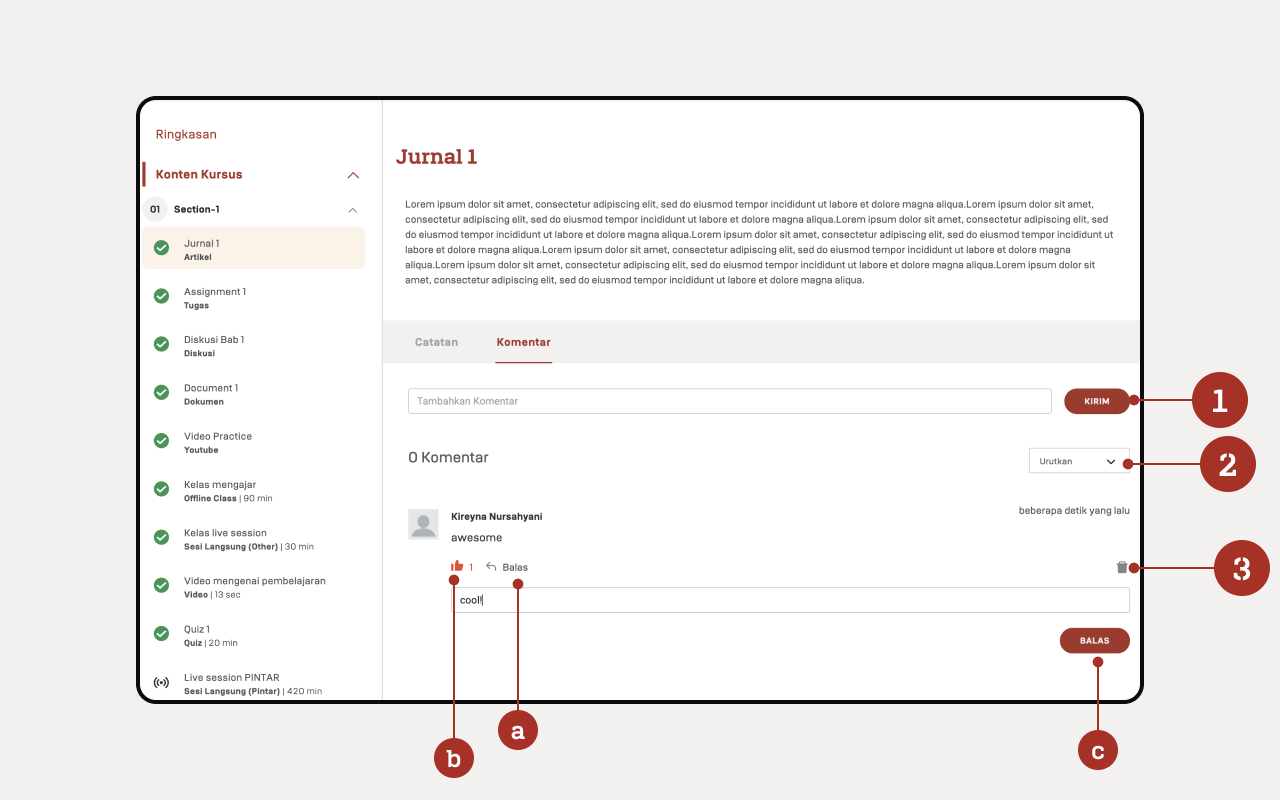 Ringkasan
Konten Kursus
01 Section-1
Jurnal 1
Artikel
Assignment 1
Tugas
Diskusi Bab 1
Diskusi
Document 1
Dokumen
Video Practice
Youtube
Kelas mengajar
Offline Class | 90 min
Kelas live session
Sesi Langsung (Other) | 30 min
Video mengenai pembelajaran
Video | 13 sec
Quiz 1
Quiz | 20 min
Live session PINTAR
Sesi Langsung (Pintar) | 420 min
Jurnal 1
Lorem ipsum dolor sit amet, consectetur adipiscing elit, sed do eiusmod tempor incididunt ut labore et dolore magna aliqua.Lorem ipsum dolor sit amet,
consectetur adipiscing elit, sed do eiusmod tempor incididunt ut labore et dolore magna aliqua.Lorem ipsum dolor sit amet, consectetur adipiscing elit, sed
do eiusmod tempor incididunt ut labore et dolore magna aliqua.Lorem ipsum dolor sit amet, consectetur adipiscing elit, sed do eiusmod tempor incididunt ut
labore et dolore magna aliqua.Lorem ipsum dolor sit amet, consectetur adipiscing elit, sed do eiusmod tempor incididunt ut labore et dolore magna
aliqua.Lorem ipsum dolor sit amet, consectetur adipiscing elit, sed do eiusmod tempor incididunt ut labore et dolore magna aliqua.Lorem ipsum dolor sit
amet, consectetur adipiscing elit, sed do eiusmod tempor incididunt ut labore et dolore magna aliqua.
Catatan Komentar
Tambahkan Komentar KIRIM
1
0 Komentar Urutkan
2
Kireyna Nursahyani beberapa detik yang lalu
awesome
1 Balas
3
cool!
BALAS
a
b
c